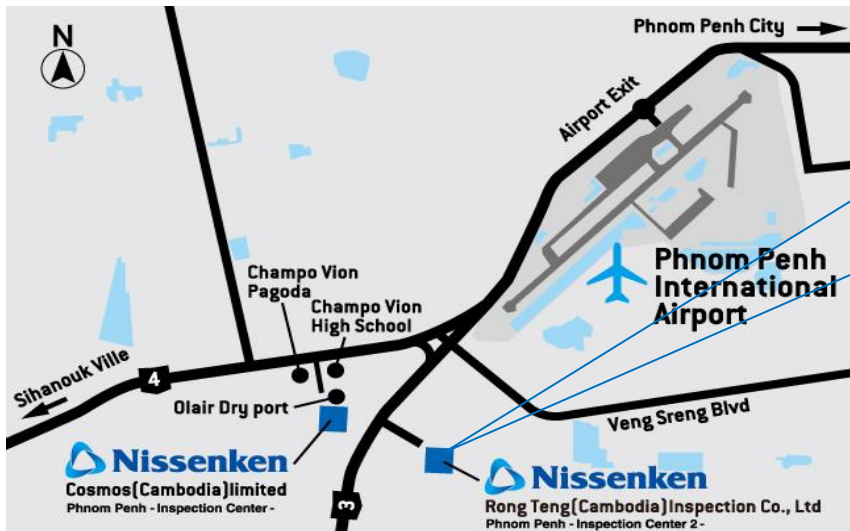 Phnom Penh City
N
Airport Exit
Phnom Penh
International
Airport
Champo Vion
Pagoda
Champo Vion
High School
Sihanouk Ville
4
Olair Dry port
Veng Sreng Blvd
Nissenken
Cosmos(Cambodia)limited
Phnom Penh - Inspection Center -
3
Nissenken
Rong Teng(Cambodia)Inspection Co., Ltd
Phnom Penh - Inspection Center 2-